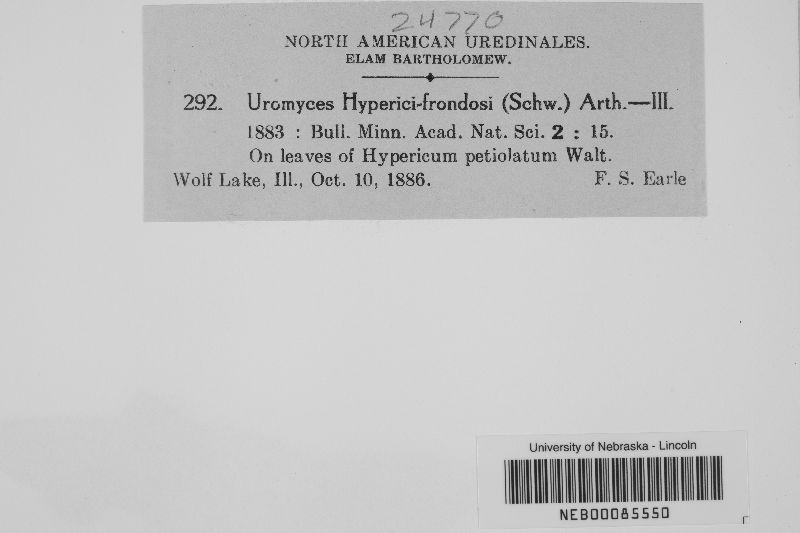 24770
NORTH AMERICAN UREDINALES.
ELAM BARTHOLOMEW.
292. Uromyces Hyperici-frondosi (Schw.) Arth.—III.
1883 : Bull. Minn. Acad. Nat. Sci. 2 : 15.
On leaves of Hypericum petiolatum Walt.
Wolf Lake, Ill., Oct. 10, 1886. F. S. Earle
University of Nebraska - Lincoln
NEB00085550